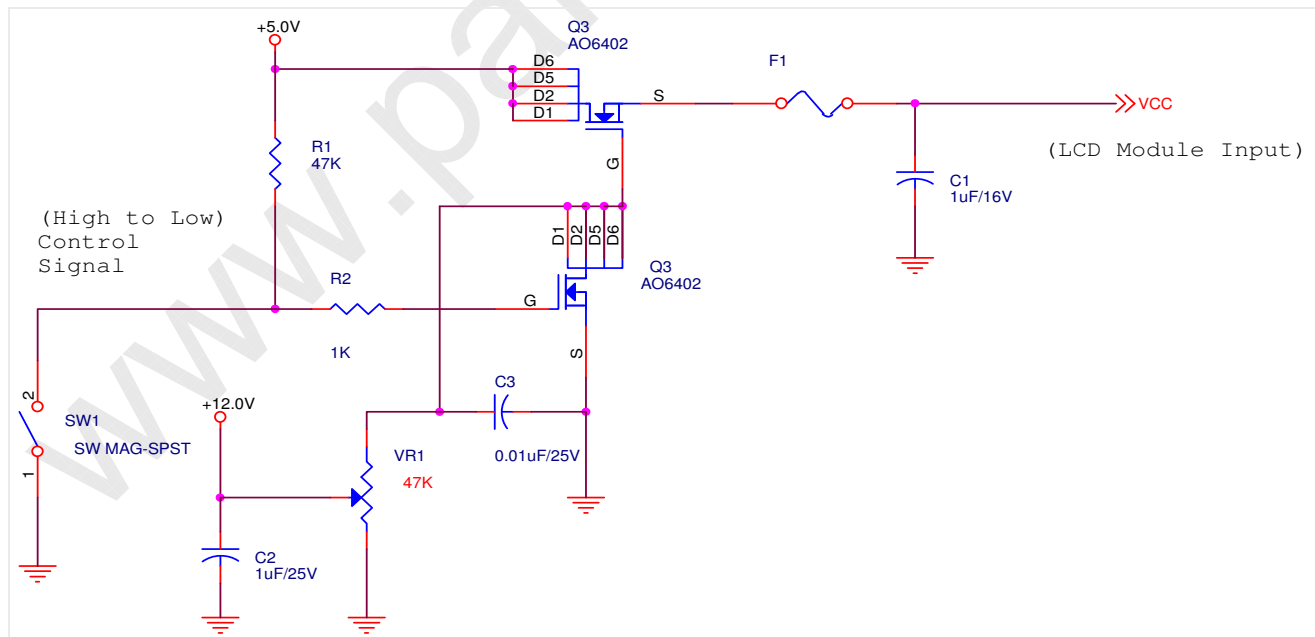 +5.0V
Q3
AO6402
D6
D5
D2
D1
S
G
F1
VCC
(LCD Module Input)
R1
47K
C1
1uF/16V
(High to Low)
Control
Signal
D1
D2
D5
D6
Q3
AO6402
R2
1K
G
S
2
1
SW1
SW MAG-SPST
+12.0V
C3
0.01uF/25V
VR1
47K
C2
1uF/25V
www.pa